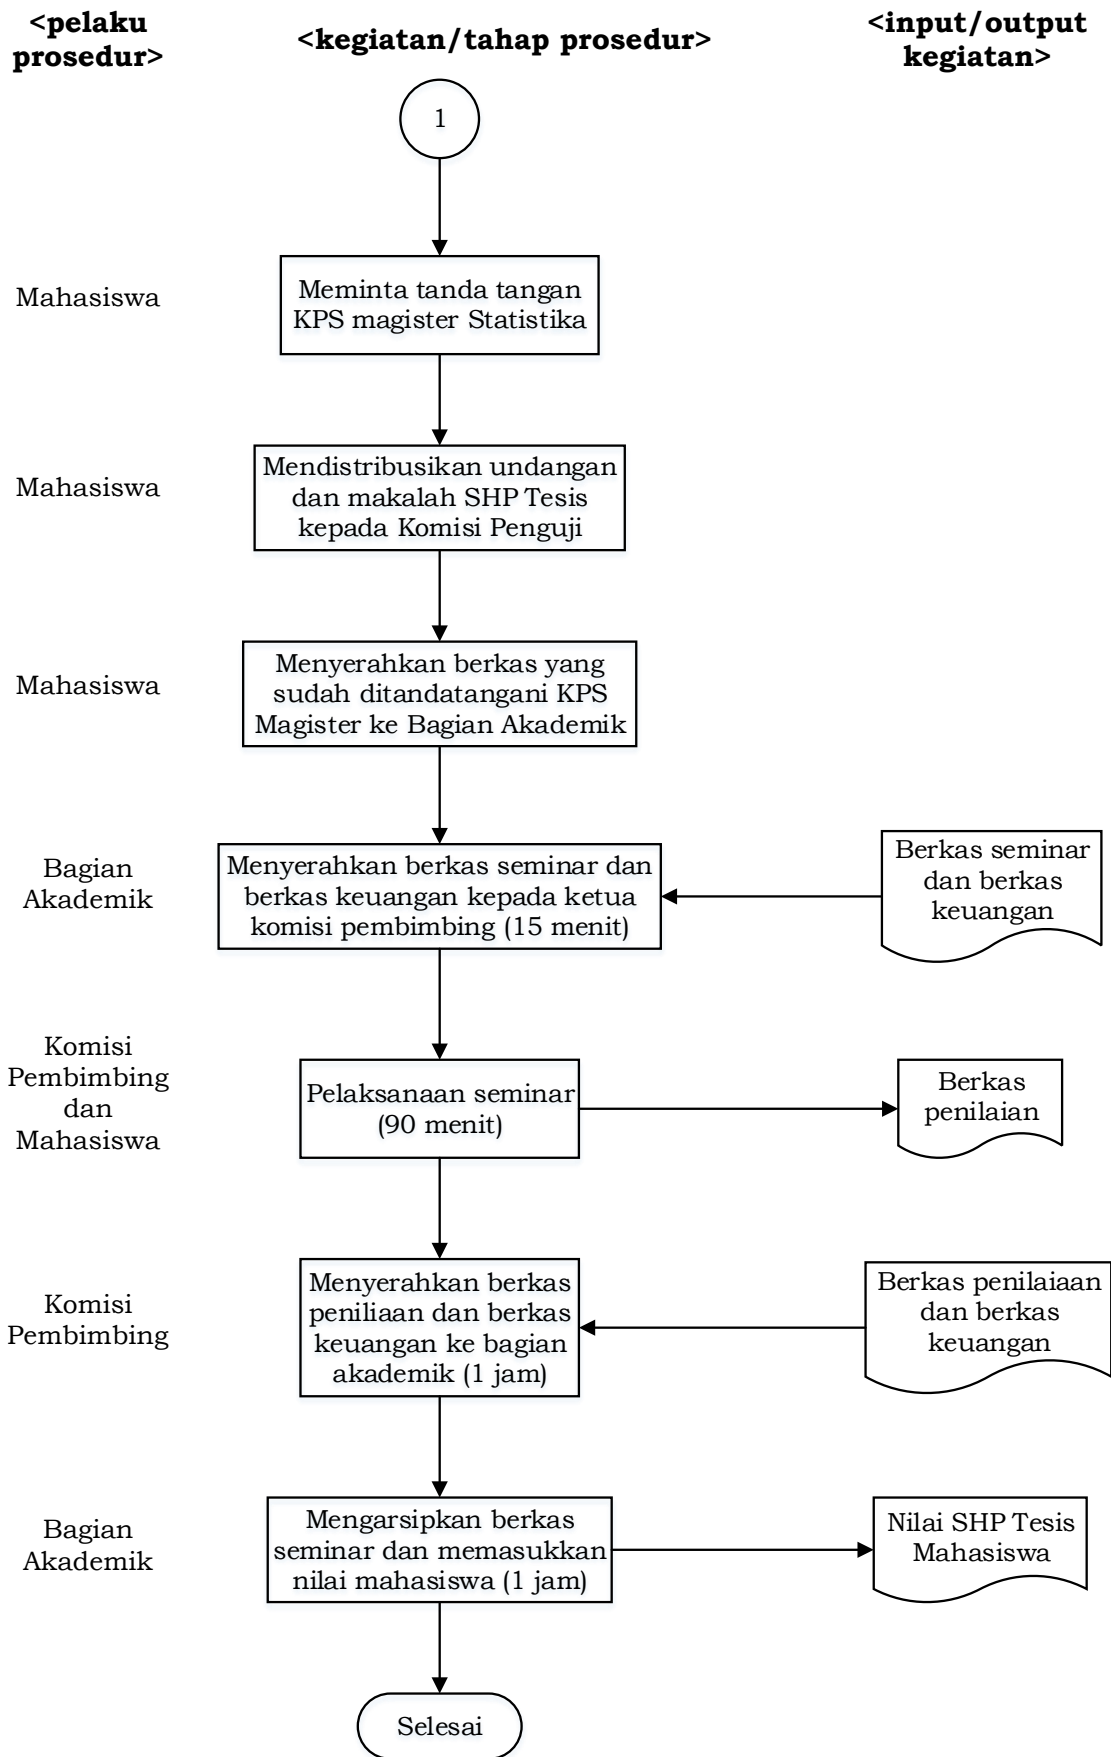 <pelaku
prosedur>
<kegiatan/tahap prosedur>
<input/output
kegiatan>
1
Mahasiswa
Meminta tanda tangan
KPS magister Statistika
Mahasiswa
Mendistribusikan undangan
dan makalah SHP Tesis
kepada Komisi Penguji
Mahasiswa
Menyerahkan berkas yang
sudah ditandatangani KPS
Magister ke Bagian Akademik
Bagian
Akademik
Menyerahkan berkas seminar dan
berkas keuangan kepada ketua
komisi pembimbing (15 menit)
Berkas seminar
dan berkas
keuangan
Komisi
Pembimbing
dan
Mahasiswa
Pelaksanaan seminar
(90 menit)
Berkas
penilaian
Komisi
Pembimbing
Menyerahkan berkas
peniliaan dan berkas
keuangan ke bagian
akademik (1 jam)
Berkas penilaiaan
dan berkas
keuangan
Bagian
Akademik
Mengarsipkan berkas
seminar dan memasukkan
nilai mahasiswa (1 jam)
Nilai SHP Tesis
Mahasiswa
Selesai